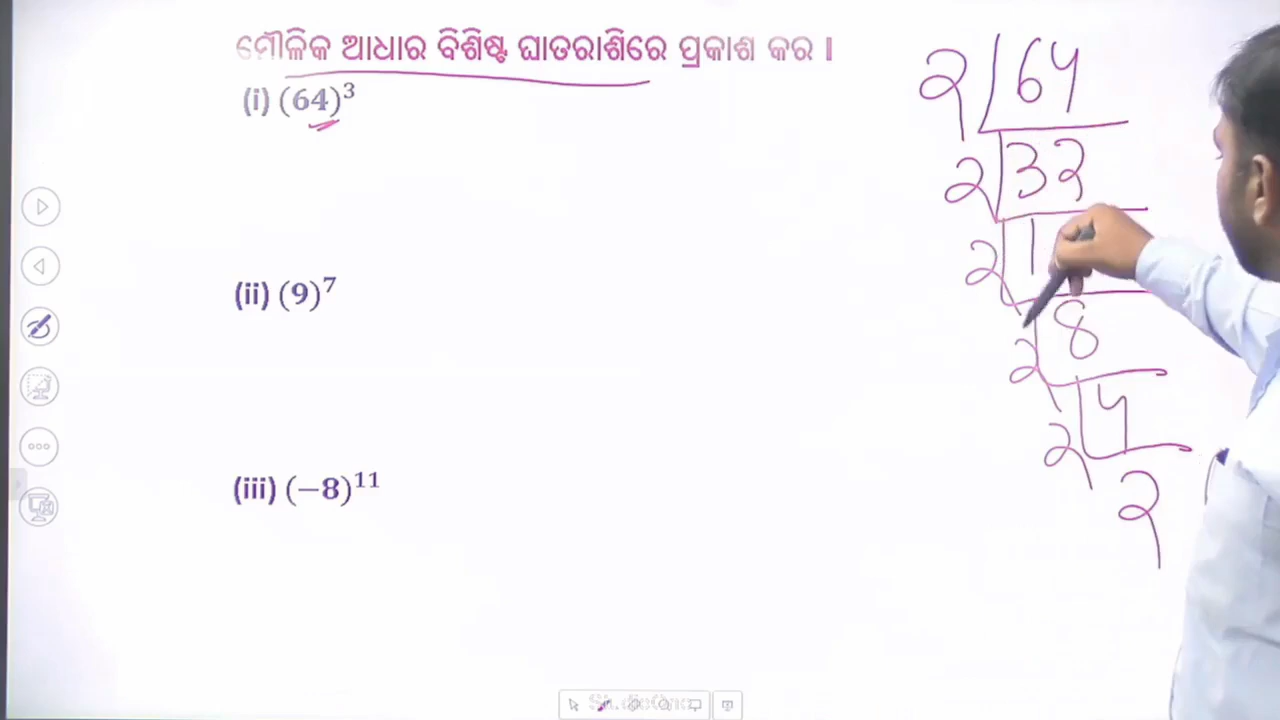 ମୌଳିକ ଆଧାର ବିଶିଷ୍ଟ ଘାତରାଶିରେ ପ୍ରକାଶ କର ।
(i) (64)³
(ii) (9)⁷
(iii) (−8)¹¹
2 64
2 32
2 1
2 8
2 4
2